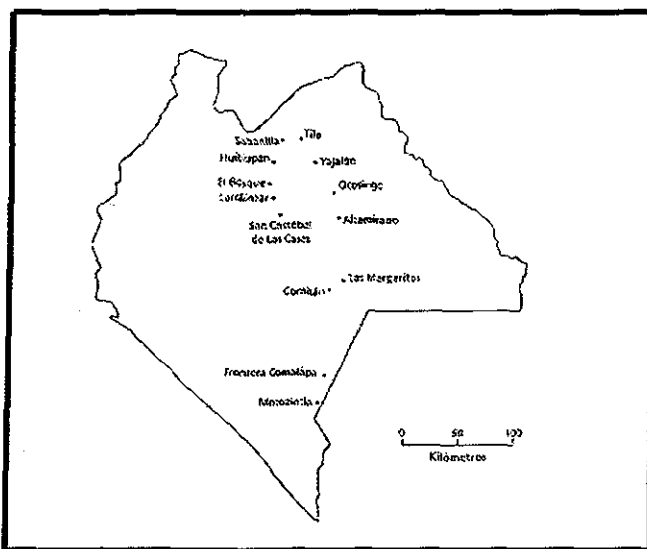 Sabanilla
Tila
Huitiupán
Yajalón
El Bosque
Ocosingo
Larráinzar
Altamirano
San Cristóbal
de Las Casas
Las Margaritas
Comitán
Frontera Comalapa
Motozintla
0 50 100
Kilómetros